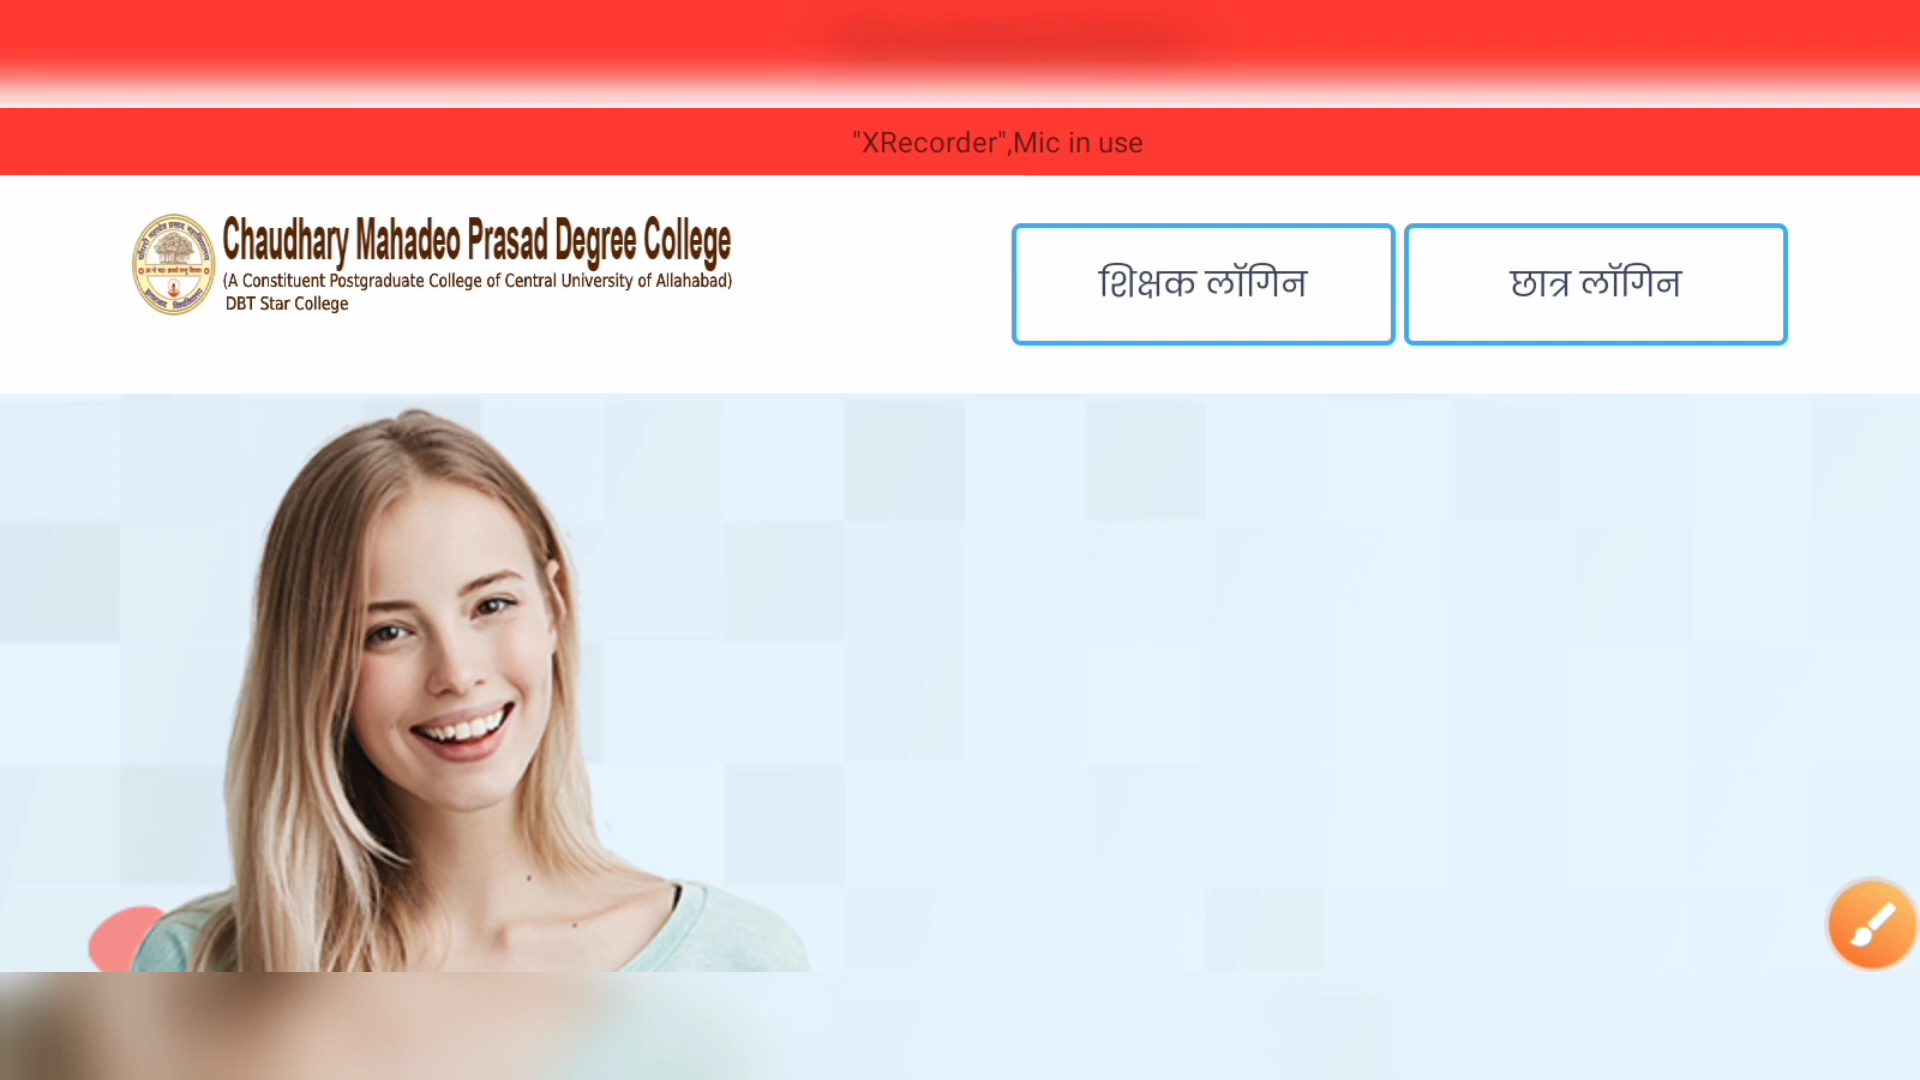 "XRecorder",Mic in use
Chaudhary Mahadeo Prasad Degree College
(A Constituent Postgraduate College of Central University of Allahabad)
DBT Star College
शिक्षक लॉगिन
छात्र लॉगिन